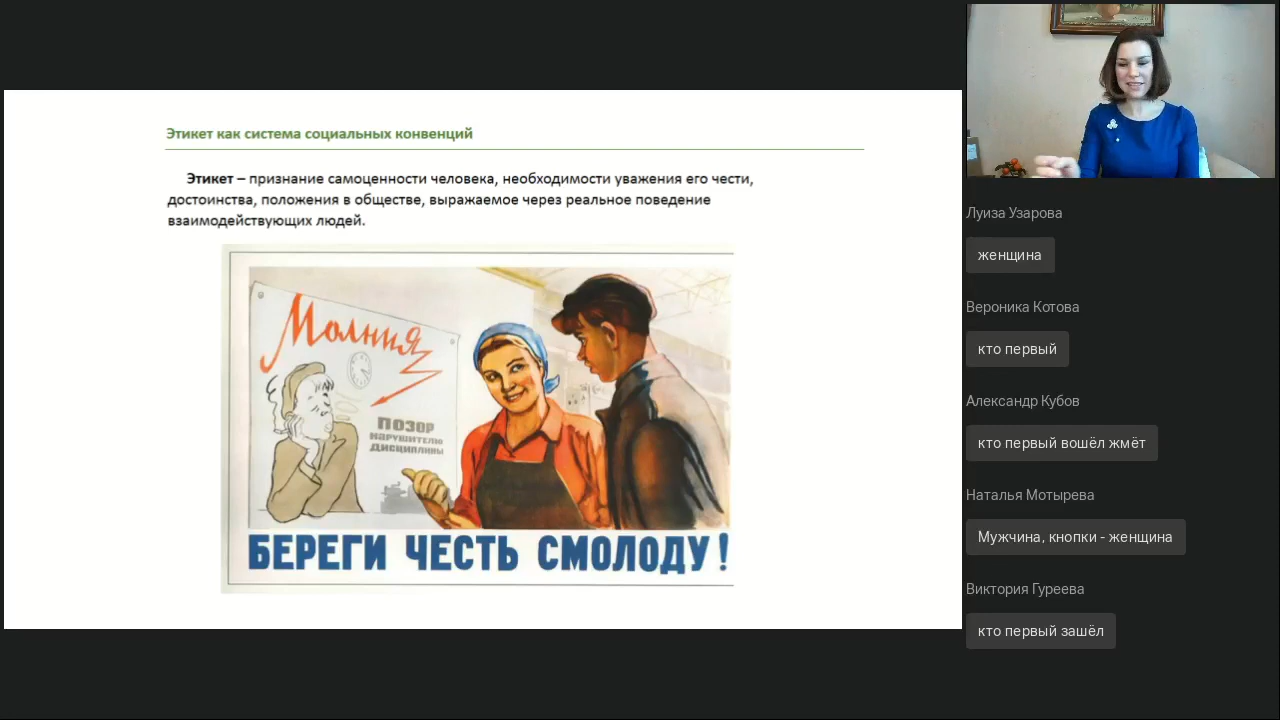 Этикет как система социальных конвенций
Этикет – признание самоценности человека, необходимости уважения его чести,
достоинства, положения в обществе, выражаемое через реальное поведение
взаимодействующих людей.
Молния
ПОЗОР
НАРУШИТЕЛЮ
ДИСЦИПЛИНЫ
БЕРЕГИ ЧЕСТЬ СМОЛОДУ!
Луиза Узарова
женщина
Вероника Котова
кто первый
Александр Кубов
кто первый вошёл жмёт
Наталья Мотырева
Мужчина, кнопки - женщина
Виктория Гуреева
кто первый зашёл